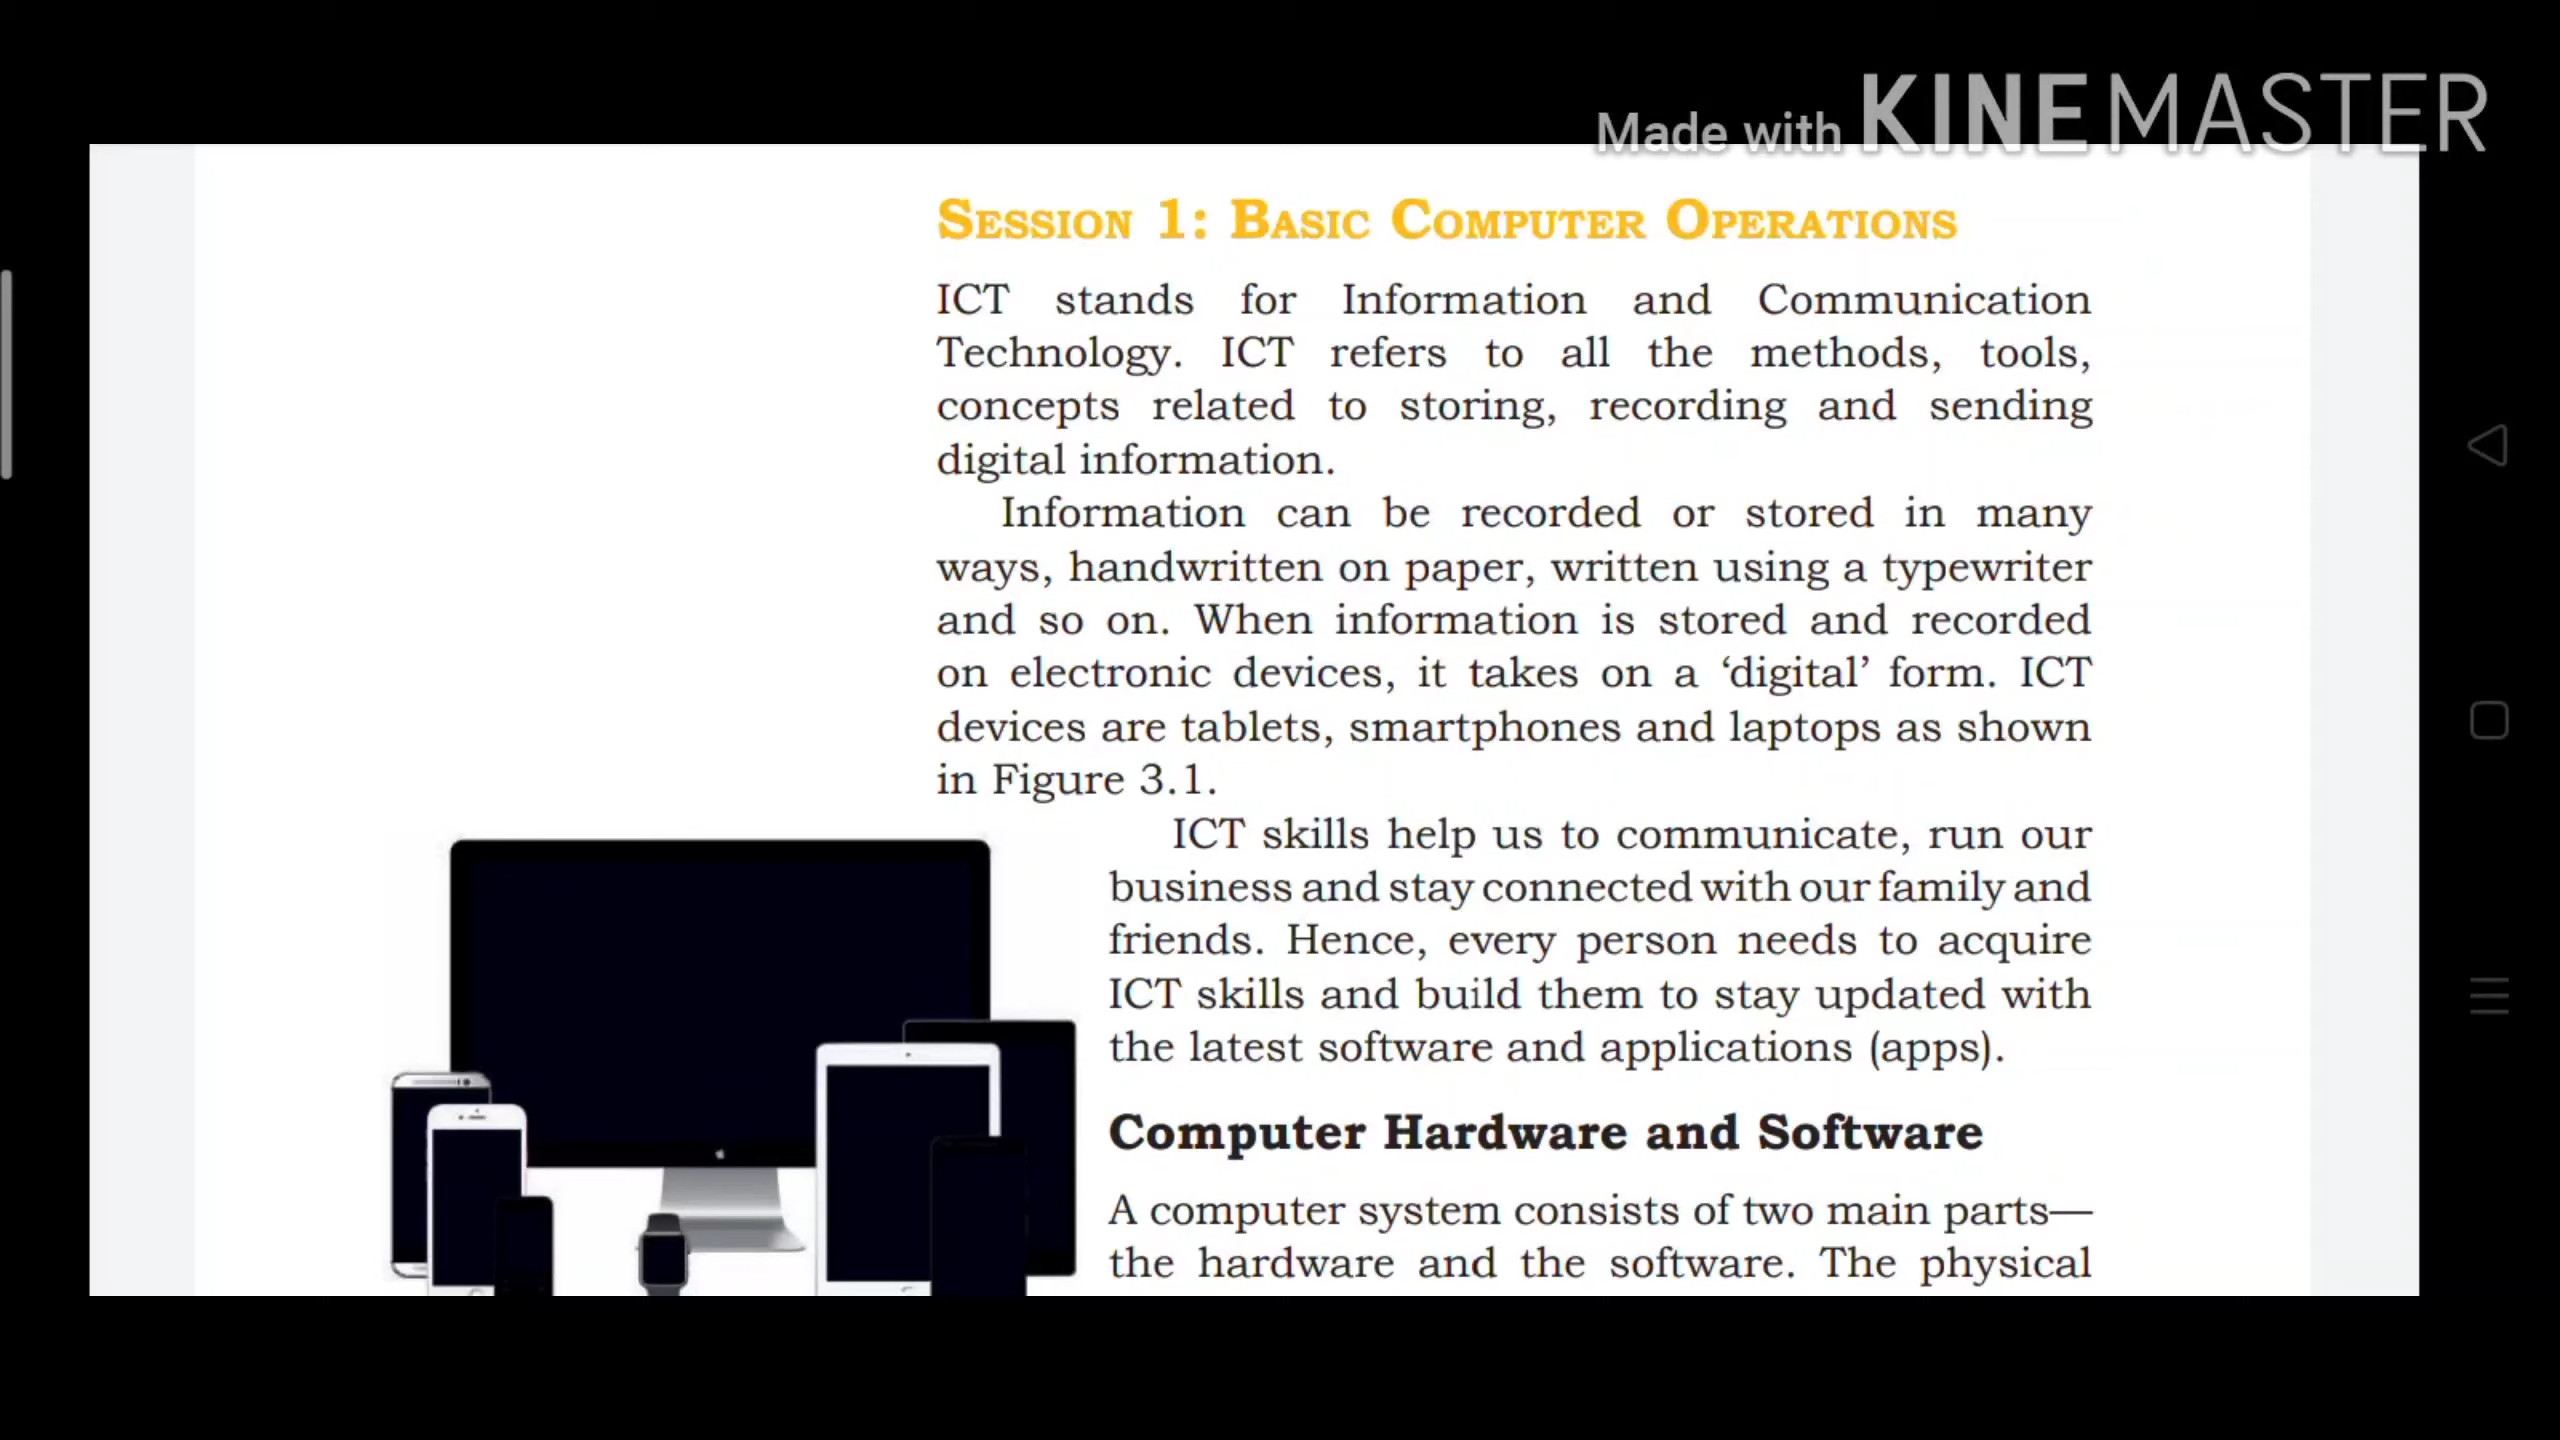 Made with KINEMASTER
SESSION 1: BASIC COMPUTER OPERATIONS
ICT stands for Information and Communication
Technology. ICT refers to all the methods, tools,
concepts related to storing, recording and sending
digital information.
Information can be recorded or stored in many
ways, handwritten on paper, written using a typewriter
and so on. When information is stored and recorded
on electronic devices, it takes on a ‘digital’ form. ICT
devices are tablets, smartphones and laptops as shown
in Figure 3.1.
ICT skills help us to communicate, run our
business and stay connected with our family and
friends. Hence, every person needs to acquire
ICT skills and build them to stay updated with
the latest software and applications (apps).
Computer Hardware and Software
A computer system consists of two main parts—
the hardware and the software. The physical